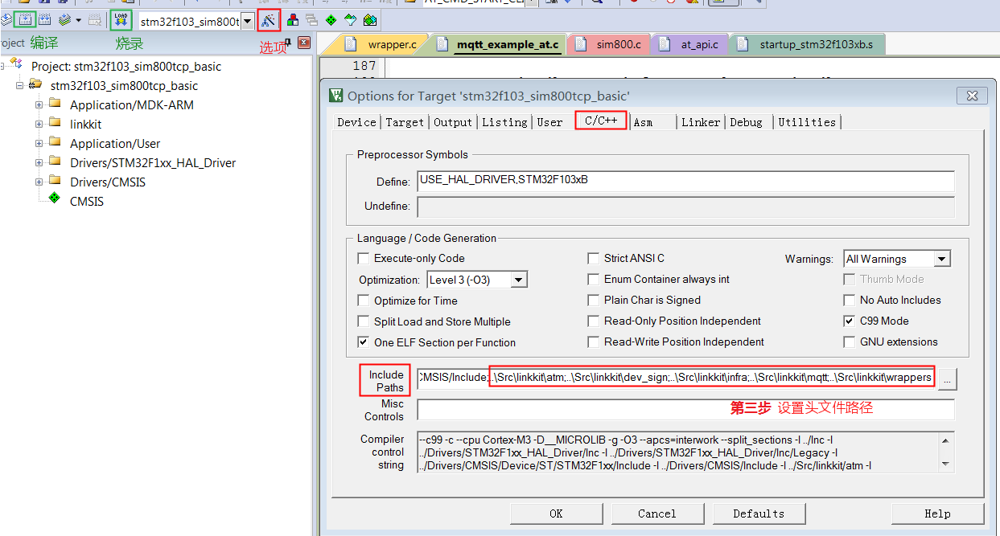 LOAD
stm32f103_sim800t
roject 编译
烧录
选项
Project: stm32f103_sim800tcp_basic
stm32f103_sim800tcp_basic
Application/MDK-ARM
linkkit
Application/User
Drivers/STM32F1xx_HAL_Driver
Drivers/CMSIS
CMSIS
wrapper.c
mqtt_example_at.c
sim800.c
at_api.c
startup_stm32f103xb.s
187
Options for Target 'stm32f103_sim800tcp_basic'
Device
Target
Output
Listing
User
C/C++
Asm
Linker
Debug
Utilities
Preprocessor Symbols
Define: USE_HAL_DRIVER,STM32F103xB
Undefine:
Language / Code Generation
Execute-only Code
Strict ANSI C
Warnings: All Warnings
Optimization: Level 3 (-O3)
Enum Container always int
Thumb Mode
Optimize for Time
Plain Char is Signed
No Auto Includes
Split Load and Store Multiple
Read-Only Position Independent
C99 Mode
One ELF Section per Function
Read-Write Position Independent
GNU extensions
Include
Paths
CMSIS/Include;..\Src\linkkit\atm;..\Src\linkkit\dev_sign;..\Src\linkkit\infra;..\Src\linkkit\mqtt;..\Src\linkkit\wrappers
...
Misc
Controls
第三步 设置头文件路径
Compiler
control
string
--c99 -c --cpu Cortex-M3 -D__MICROLIB -g -O3 --apcs=interwork --split_sections -I ../Inc -I
../Drivers/STM32F1xx_HAL_Driver/Inc -I ../Drivers/STM32F1xx_HAL_Driver/Inc/Legacy -I
../Drivers/CMSIS/Device/ST/STM32F1xx/Include -I ../Drivers/CMSIS/Include -I ../Src/linkkit/atm -I
OK
Cancel
Defaults
Help